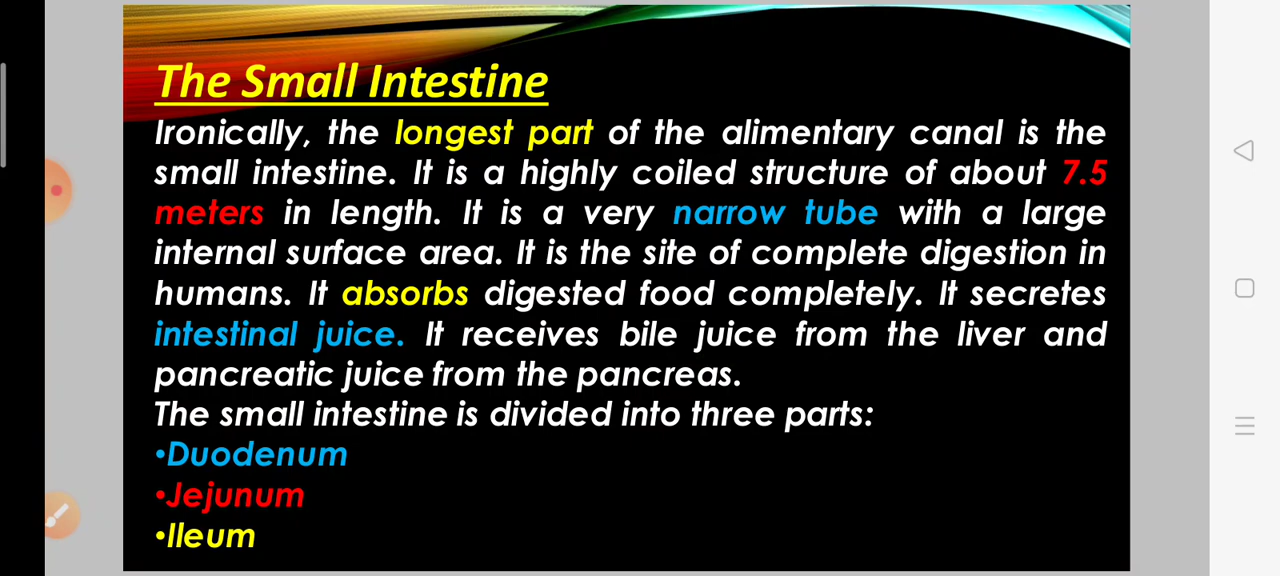 The Small Intestine
Ironically, the longest part of the alimentary canal is the
small intestine. It is a highly coiled structure of about 7.5
meters in length. It is a very narrow tube with a large
internal surface area. It is the site of complete digestion in
humans. It absorbs digested food completely. It secretes
intestinal juice. It receives bile juice from the liver and
pancreatic juice from the pancreas.
The small intestine is divided into three parts:
•Duodenum
•Jejunum
•Ileum